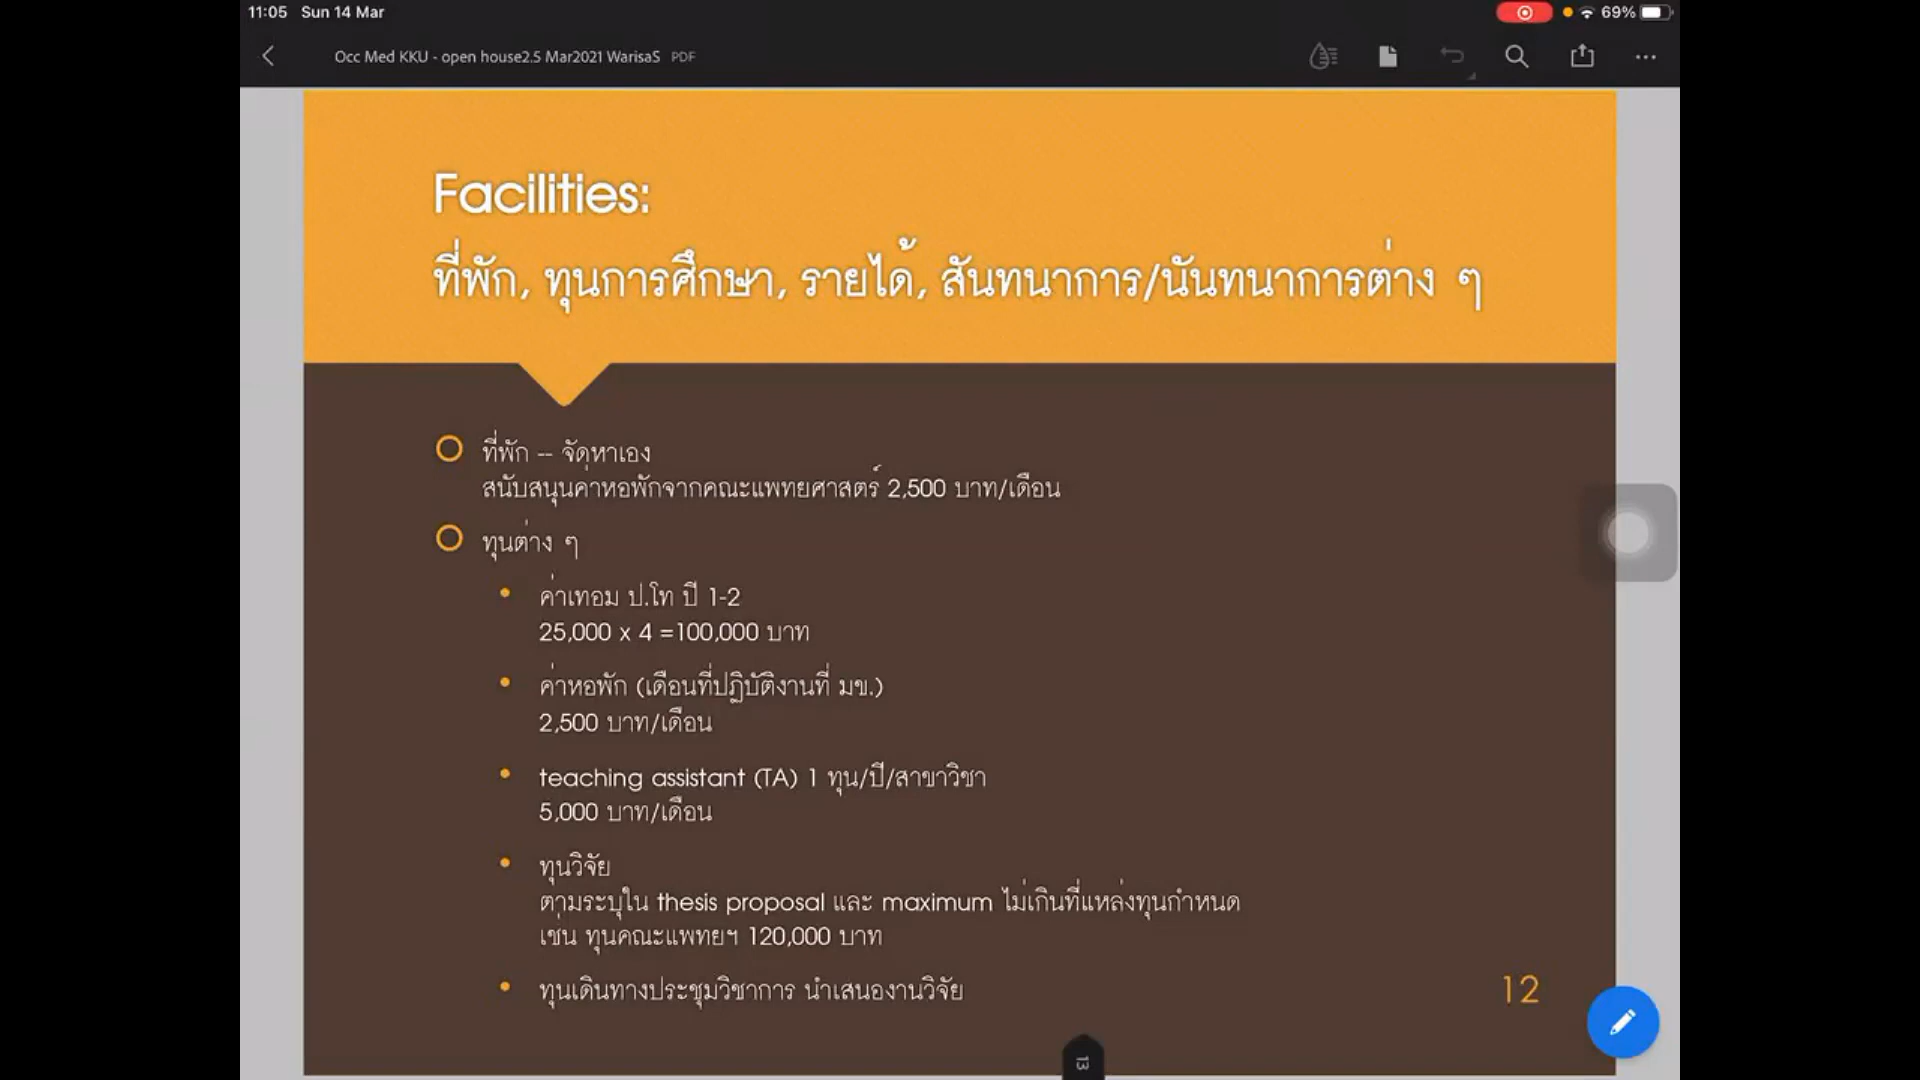 11:05 Sun 14 Mar
69%
Occ Med KKU - open house2.5 Mar2021 WarisaS PDF
Facilities:
ที่พัก, ทุนการศึกษา, รายได้, สันทนาการ/นันทนาการต่าง ๆ
ที่พัก -- จัดหาเอง
สนับสนุนค่าหอพักจากคณะแพทยศาสตร์ 2,500 บาท/เดือน
ทุนต่าง ๆ
ค่าเทอม ป.โท ปี 1-2
25,000 x 4 =100,000 บาท
ค่าหอพัก (เดือนที่ปฏิบัติงานที่ มข.)
2,500 บาท/เดือน
teaching assistant (TA) 1 ทุน/ปี/สาขาวิชา
5,000 บาท/เดือน
ทุนวิจัย
ตามระบุใน thesis proposal และ maximum ไม่เกินที่แหล่งทุนกำหนด
เช่น ทุนคณะแพทยฯ 120,000 บาท
ทุนเดินทางประชุมวิชาการ นำเสนองานวิจัย
12
13